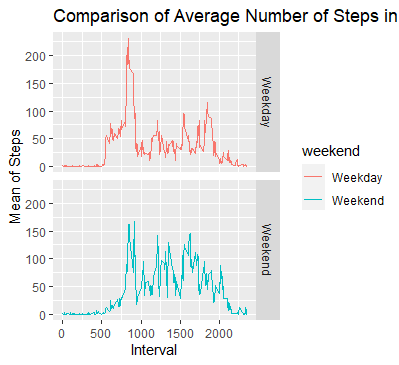 Comparison of Average Number of Steps in
200
150
100
50
0
Weekday
200
150
100
50
0
Weekend
0 500 1000 1500 2000
Interval
Mean of Steps
weekend
Weekday
Weekend